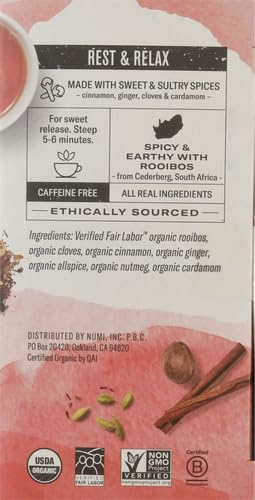 REST & RELAX
MADE WITH SWEET & SULTRY SPICES
– cinnamon, ginger, cloves & cardamom –
For sweet
release. Steep
5-6 minutes.
SPICY &
EARTHY WITH
ROOIBOS
- from Cederberg, South Africa -
CAFFEINE FREE
ALL REAL INGREDIENTS
ETHICALLY SOURCED
Ingredients: Verified Fair Labor™ organic rooibos,
organic cloves, organic cinnamon, organic ginger,
organic allspice, organic nutmeg, organic cardamom
DISTRIBUTED BY NUMI, INC. P.B.C.
PO Box 20420, Oakland, CA 94620
Certified Organic by QAI
USDA
ORGANIC
VERIFIED
FAIR LABOR
NON
GMO
Project
VERIFIED
nongmoproject.org
Certified
B
Corporation